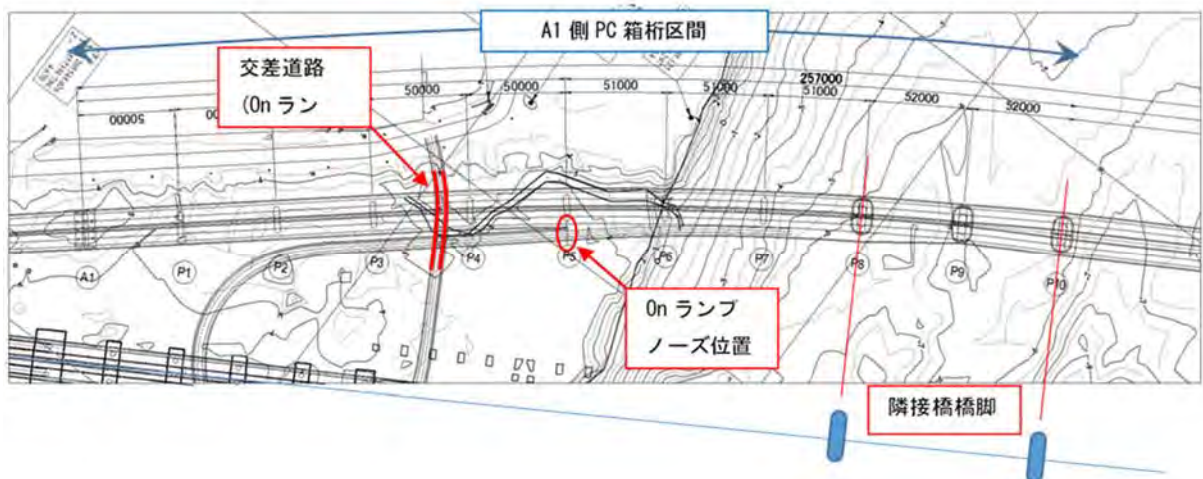 A1 側 PC 箱桁区間
交差道路
(On ラン
257000
50000
50000
50000
51000
51000
51000
52000
52000
A1
P1
P2
P3
P4
P5
P6
P7
P8
P9
P10
On ランプ
ノーズ位置
隣接橋橋脚